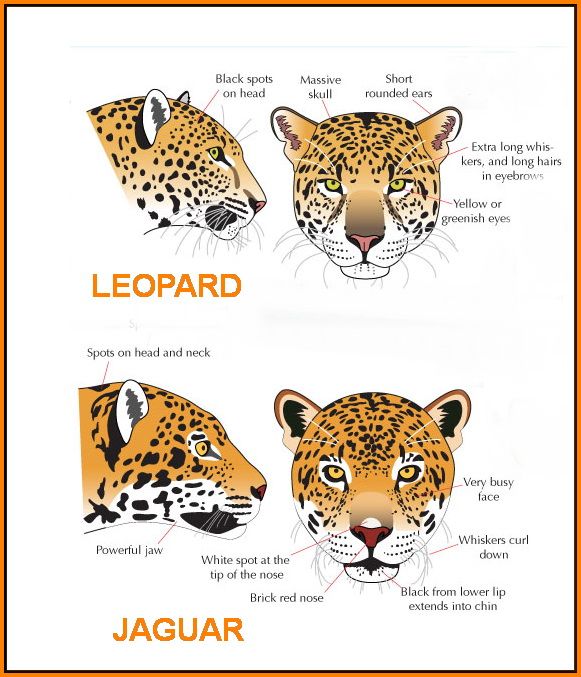 Black spots
on head
Massive
skull
Short
rounded ears
Extra long whis-
kers, and long hairs
in eyebrows
Yellow or
greenish eyes
LEOPARD
Spots on head and neck
Very busy
face
Powerful jaw
White spot at the
tip of the nose
Whiskers curl
down
Brick red nose
Black from lower lip
extends into chin
JAGUAR